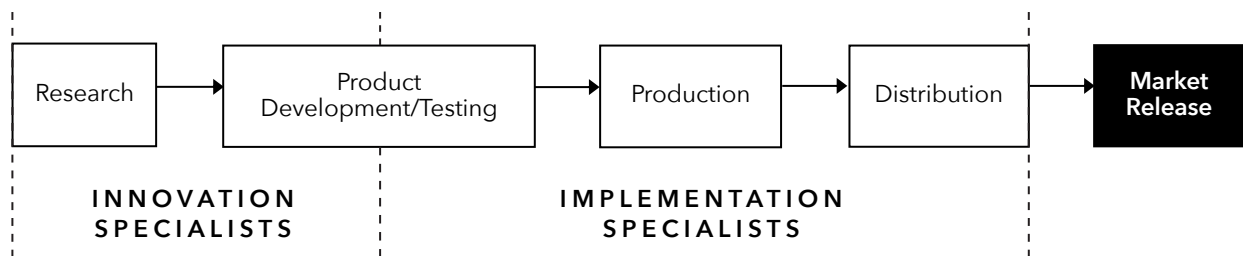 Research
Product
Development/Testing
Production
Distribution
Market
Release
INNOVATION
SPECIALISTS
IMPLEMENTATION
SPECIALISTS